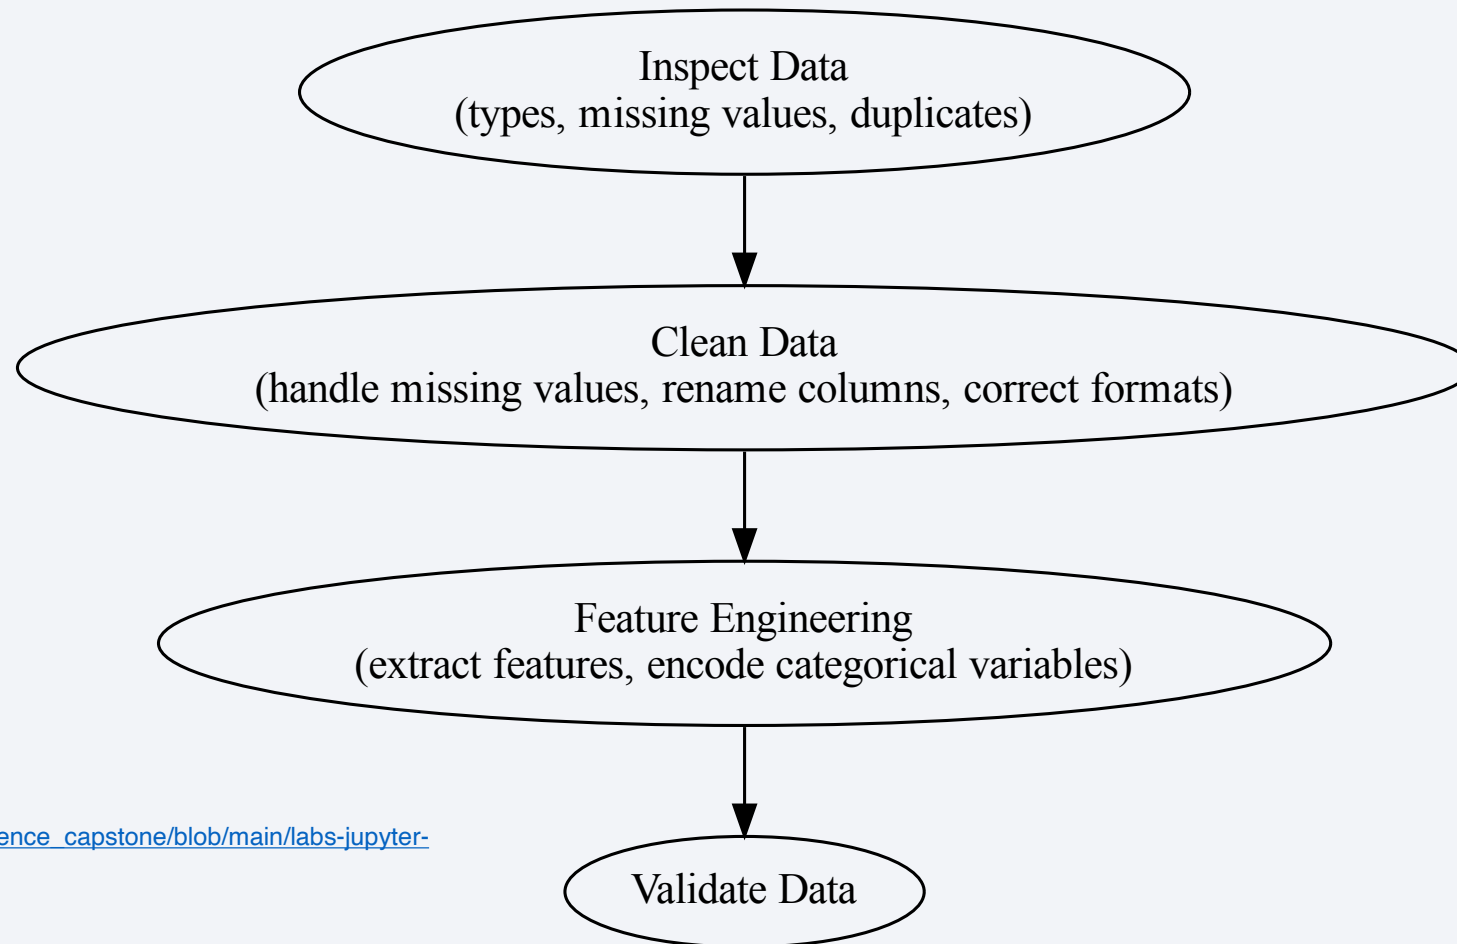 Inspect Data
(types, missing values, duplicates)
Clean Data
(handle missing values, rename columns, correct formats)
Feature Engineering
(extract features, encode categorical variables)
ence_capstone/blob/main/labs-jupyter-
Validate Data